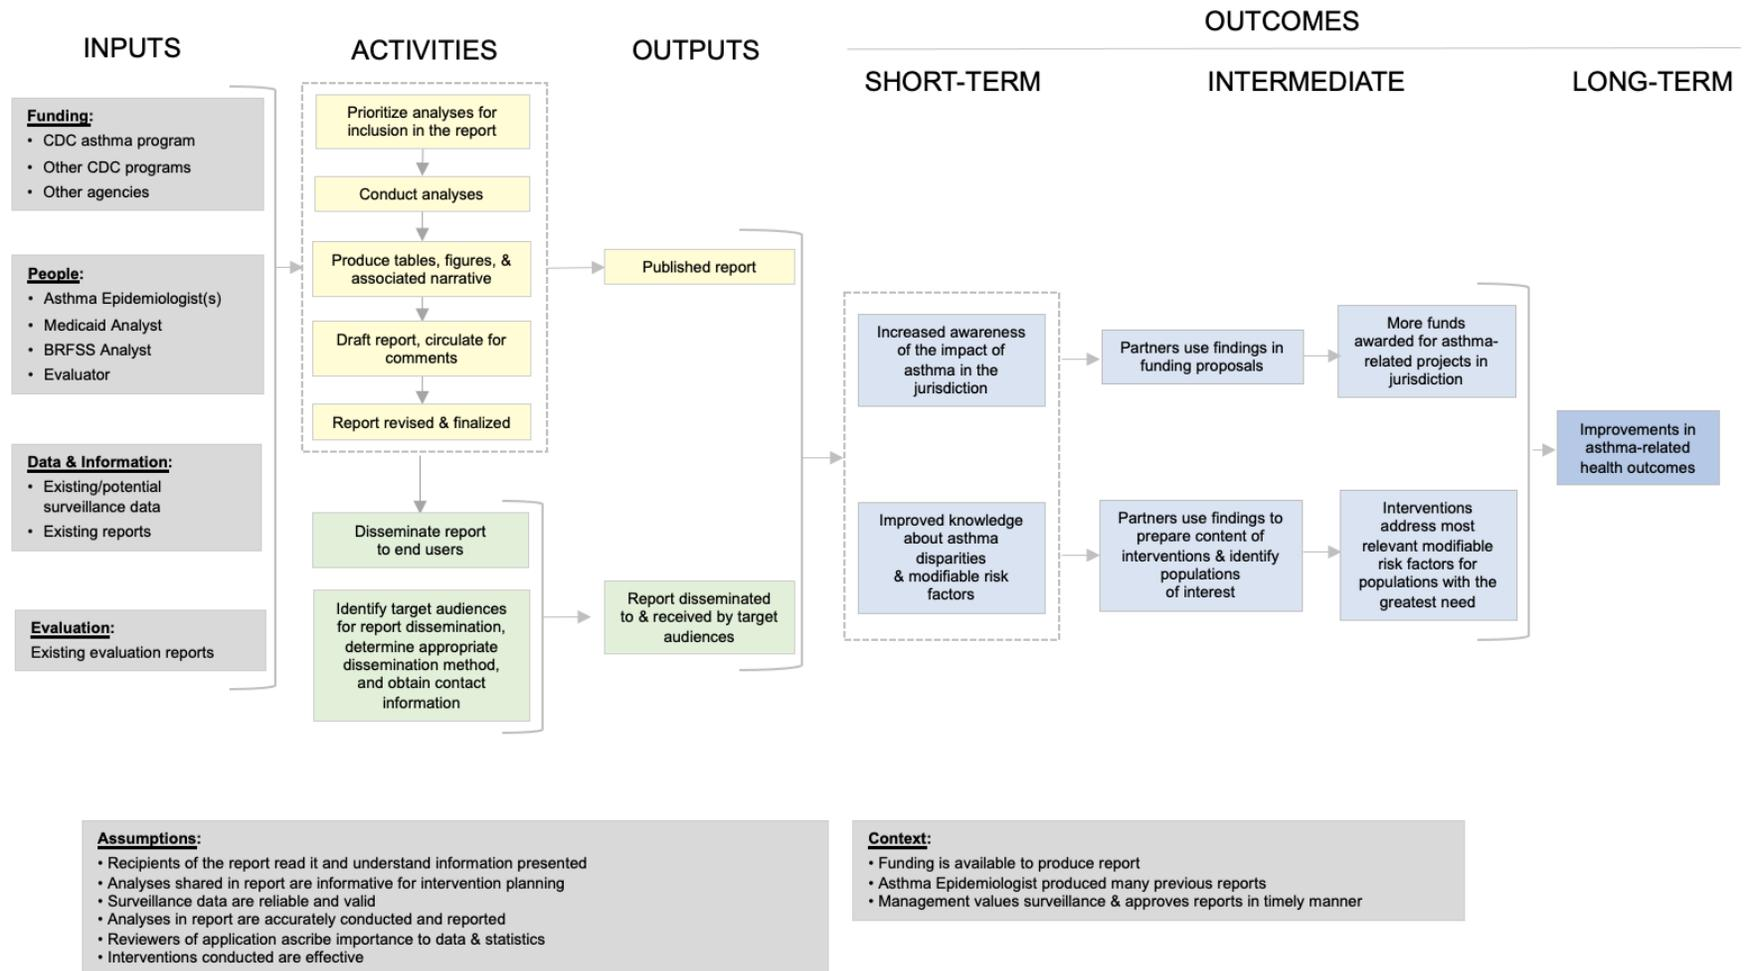 OUTCOMES
INPUTS
ACTIVITIES
OUTPUTS
SHORT-TERM
INTERMEDIATE
LONG-TERM
Funding:
• CDC asthma program
• Other CDC programs
• Other agencies
People:
• Asthma Epidemiologist(s)
• Medicaid Analyst
• BRFSS Analyst
• Evaluator
Data & Information:
• Existing/potential
surveillance data
• Existing reports
Evaluation:
Existing evaluation reports
Prioritize analyses for
inclusion in the report
Conduct analyses
Produce tables, figures, &
associated narrative
Draft report, circulate for
comments
Report revised & finalized
Disseminate report
to end users
Identify target audiences
for report dissemination,
determine appropriate
dissemination method,
and obtain contact
information
Published report
Report disseminated
to & received by target
audiences
Increased awareness
of the impact of
asthma in the
jurisdiction
Improved knowledge
about asthma
disparities
& modifiable risk
factors
Partners use findings in
funding proposals
Partners use findings to
prepare content of
interventions & identify
populations
of interest
More funds
awarded for asthma-
related projects in
jurisdiction
Interventions
address most
relevant modifiable
risk factors for
populations with the
greatest need
Improvements in
asthma-related
health outcomes
Assumptions:
• Recipients of the report read it and understand information presented
• Analyses shared in report are informative for intervention planning
• Surveillance data are reliable and valid
• Analyses in report are accurately conducted and reported
• Reviewers of application ascribe importance to data & statistics
• Interventions conducted are effective
Context:
• Funding is available to produce report
• Asthma Epidemiologist produced many previous reports
• Management values surveillance & approves reports in timely manner